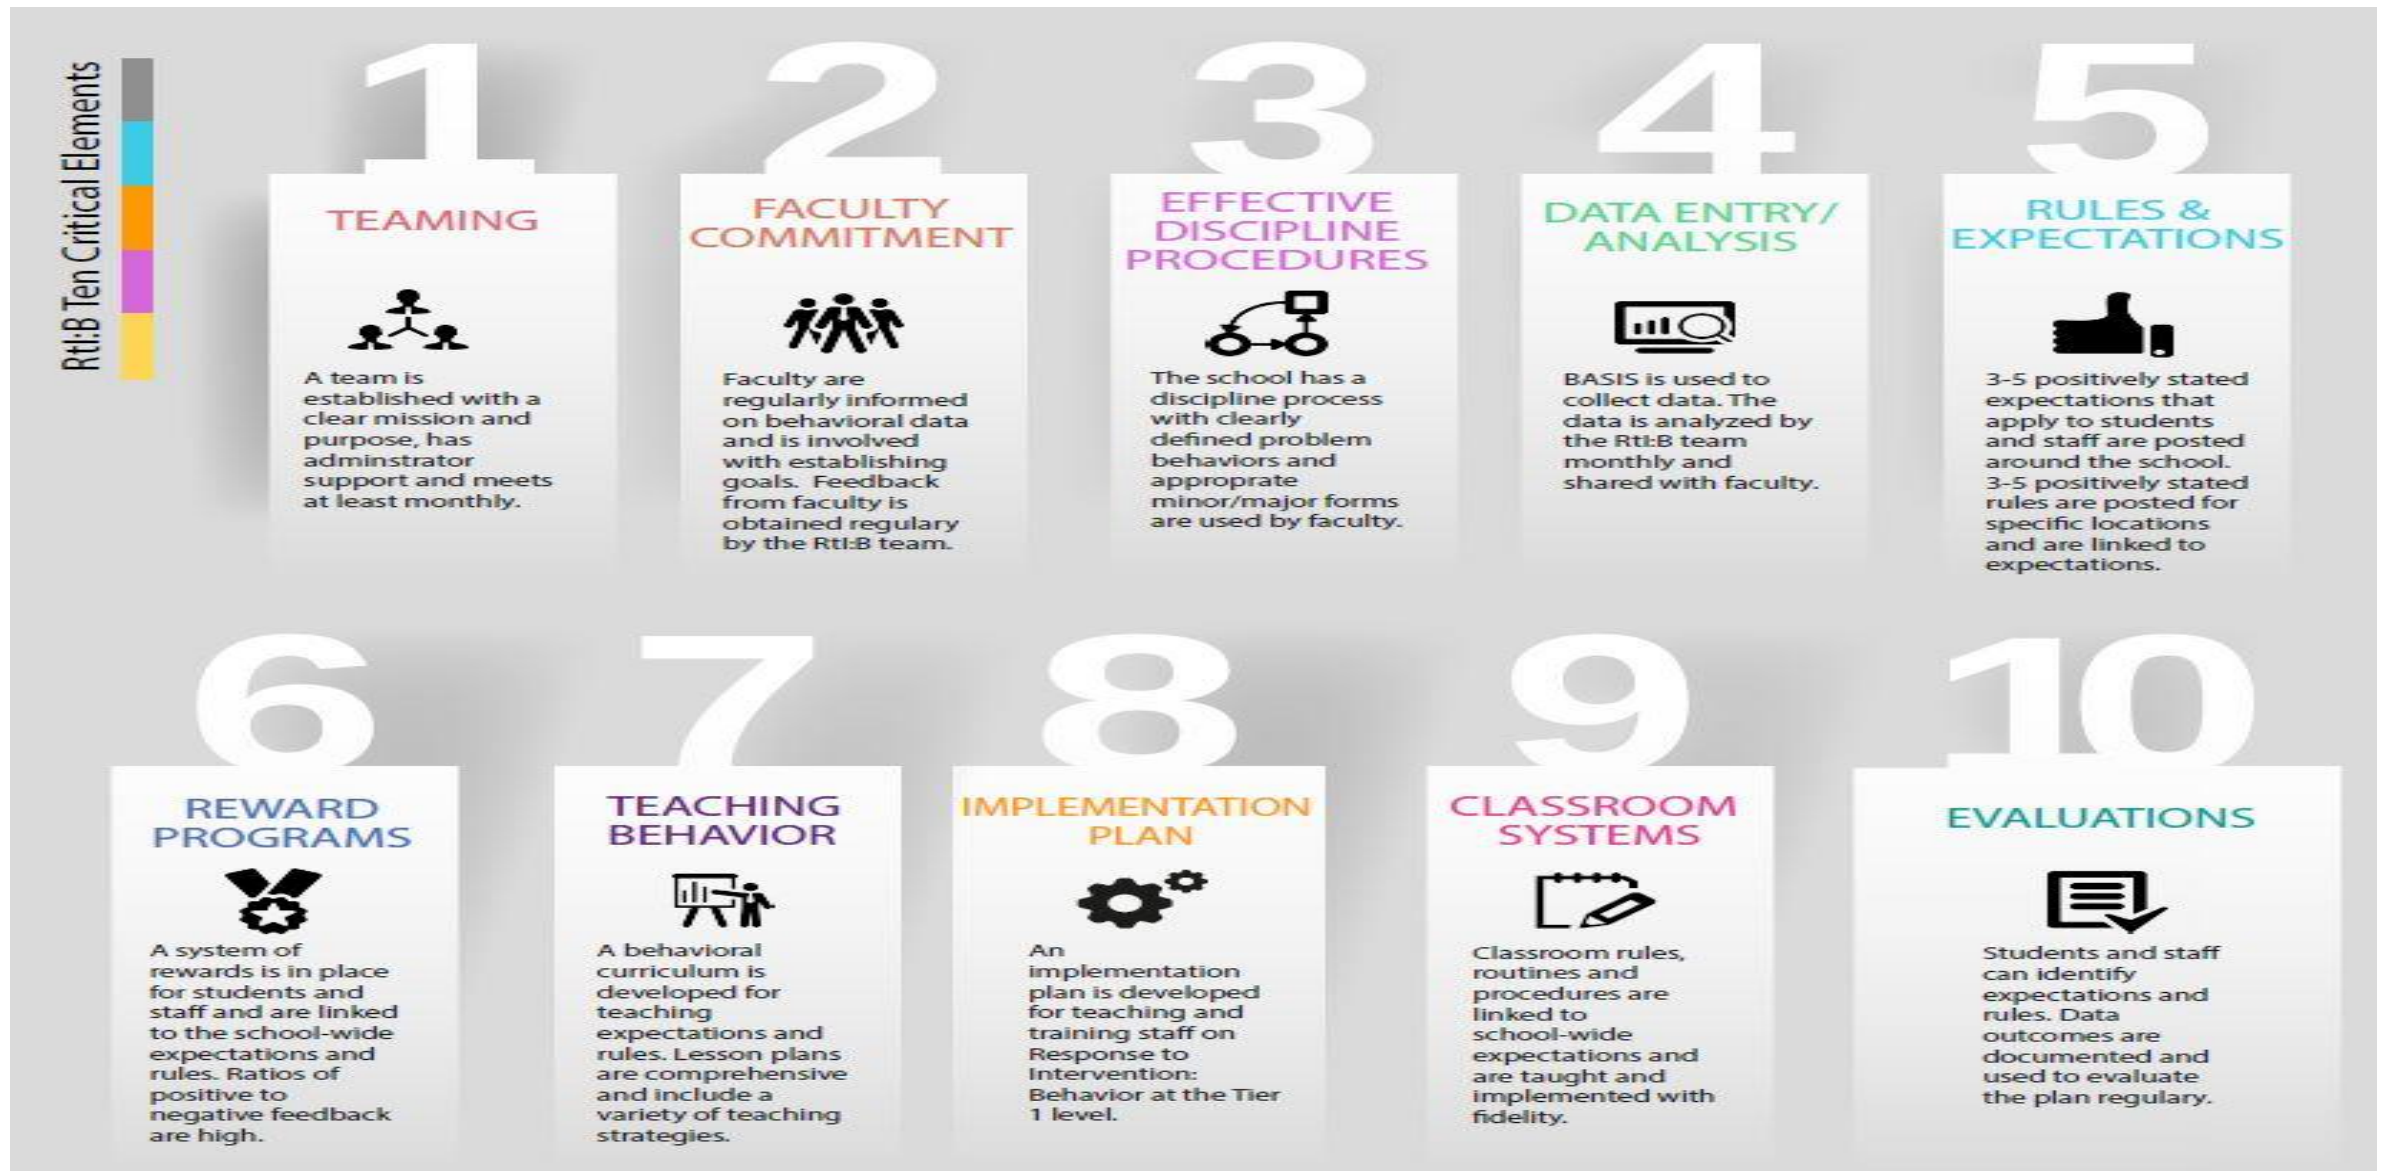 RtI:B Ten Critical Elements
1
TEAMING
A team is
established with a
clear mission and
purpose, has
adminstrator
support and meets
at least monthly.
2
FACULTY
COMMITMENT
Faculty are
regularly informed
on behavioral data
and is involved
with establishing
goals. Feedback
from faculty is
obtained regulary
by the RtI:B team.
3
EFFECTIVE
DISCIPLINE
PROCEDURES
The school has a
discipline process
with clearly
defined problem
behaviors and
approprate
minor/major forms
are used by faculty.
4
DATA ENTRY/
ANALYSIS
BASIS is used to
collect data. The
data is analyzed by
the RtI:B team
monthly and
shared with faculty.
5
RULES &
EXPECTATIONS
3-5 positively stated
expectations that
apply to students
and staff are posted
around the school.
3-5 positively stated
rules are posted for
specific locations
and are linked to
expectations.
6
REWARD
PROGRAMS
A system of
rewards is in place
for students and
staff and are linked
to the school-wide
expectations and
rules. Ratios of
positive to
negative feedback
are high.
7
TEACHING
BEHAVIOR
A behavioral
curriculum is
developed for
teaching
expectations and
rules. Lesson plans
are comprehensive
and include a
variety of teaching
strategies.
8
IMPLEMENTATION
PLAN
An
implementation
plan is developed
for teaching and
training staff on
Response to
Intervention:
Behavior at the Tier
1 level.
9
CLASSROOM
SYSTEMS
Classroom rules,
routines and
procedures are
linked to
school-wide
expectations and
are taught and
implemented with
fidelity.
10
EVALUATIONS
Students and staff
can identify
expectations and
rules. Data
outcomes are
documented and
used to evaluate
the plan regulary.